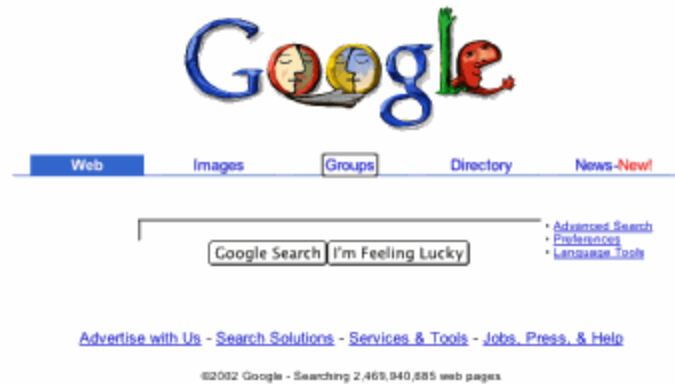 Google
Web Images Groups Directory News-New!
• Advanced Search
• Preferences
• Language Tools
Google Search I'm Feeling Lucky
Advertise with Us - Search Solutions - Services & Tools - Jobs, Press, & Help
©2002 Google - Searching 2,469,940,685 web pages